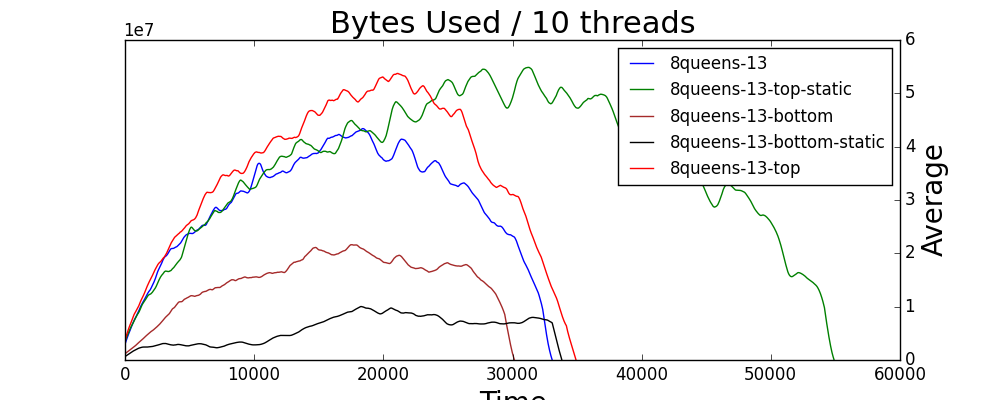 Bytes Used / 10 threads
1e7
8queens-13
8queens-13-top-static
8queens-13-bottom
8queens-13-bottom-static
8queens-13-top
6
5
4
3
2
1
0
Average
0 10000 20000 30000 40000 50000 60000
Time